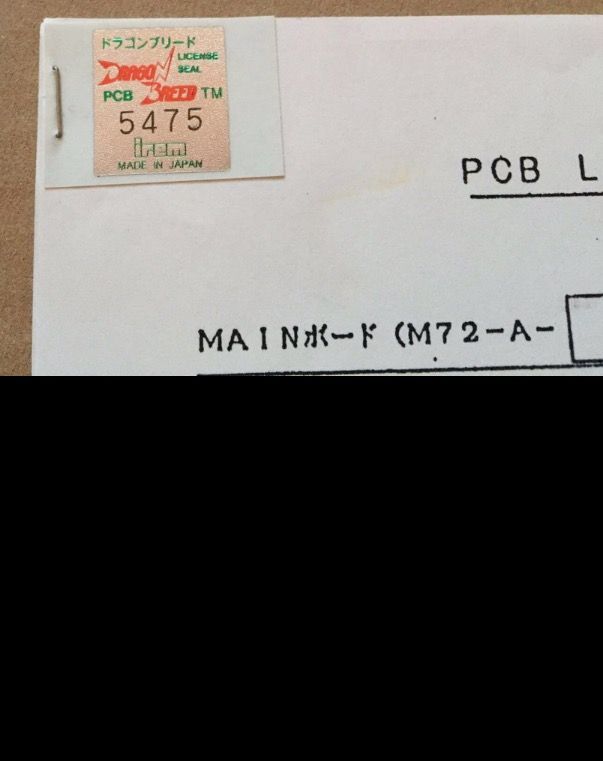 ドラゴンブリード
DRAGON LICENSE SEAL
PCB BREED TM
5475
irem
MADE IN JAPAN
PCB L
MAINボード (M72-A-